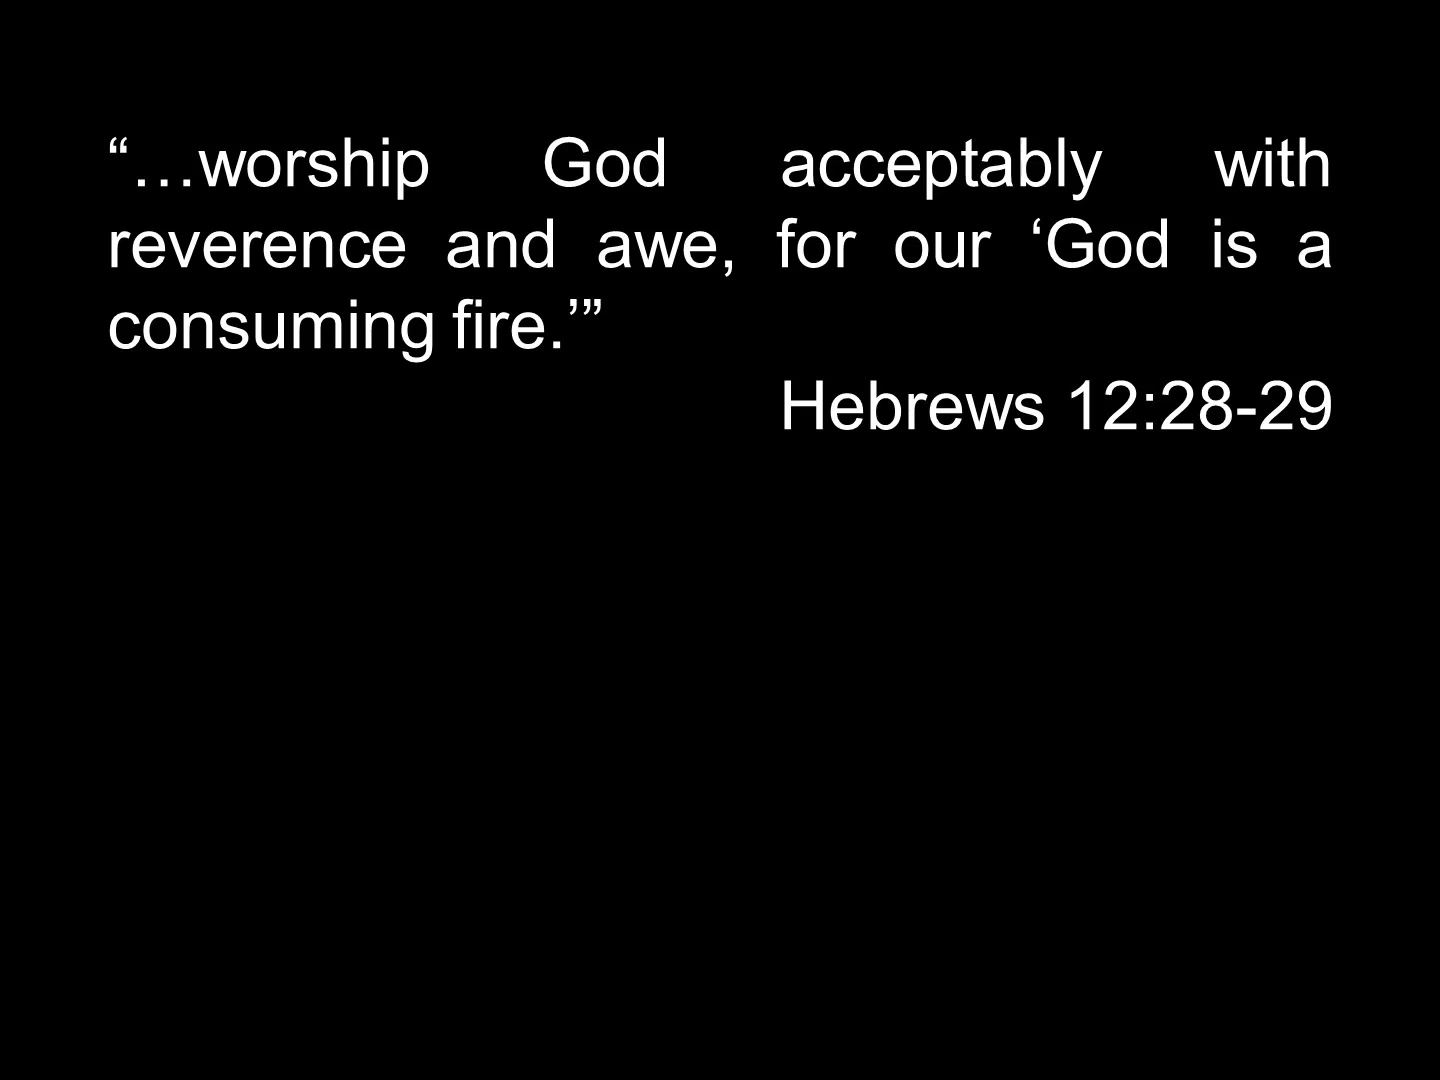 “…worship God acceptably with
reverence and awe, for our ‘God is a
consuming fire.’”
Hebrews 12:28-29